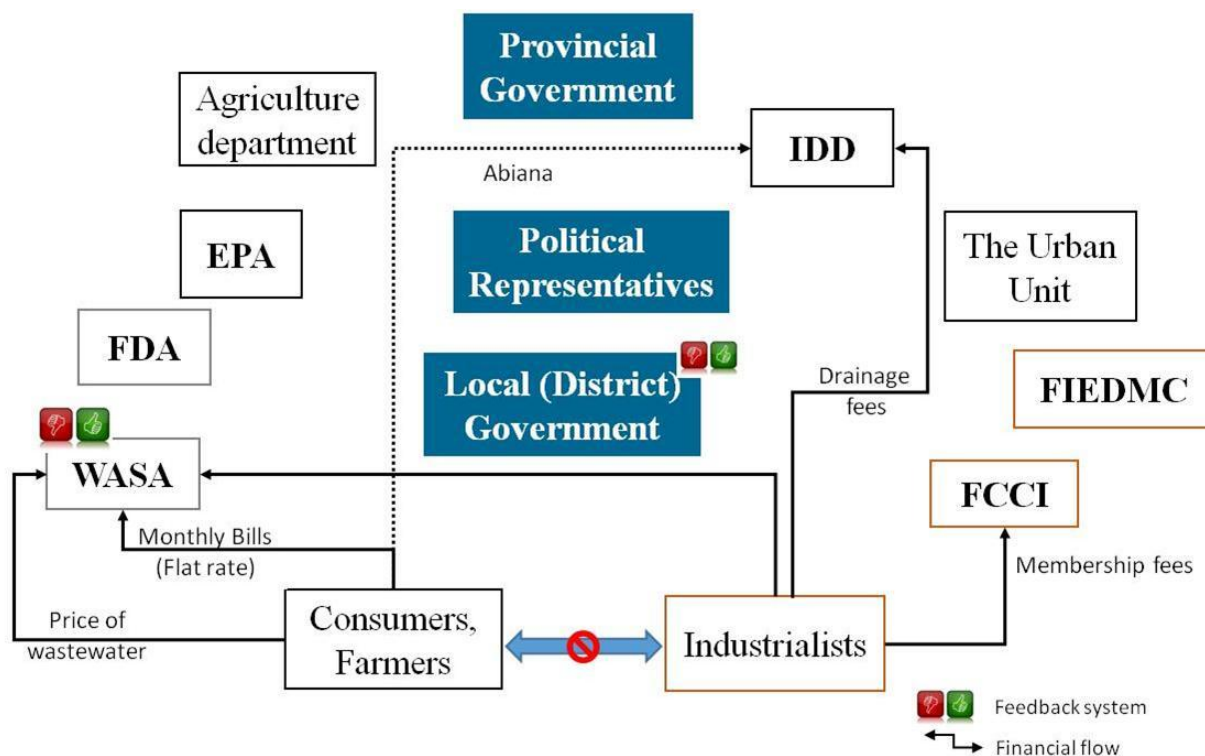 Provincial
Government
Agriculture
department
IDD
Abiana
EPA
Political
Representatives
The Urban
Unit
FDA
Local (District)
Government
Drainage
fees
FIEDMC
WASA
FCCI
Monthly Bills
(Flat rate)
Membership fees
Price of
wastewater
Consumers,
Farmers
Industrialists
Feedback system
Financial flow